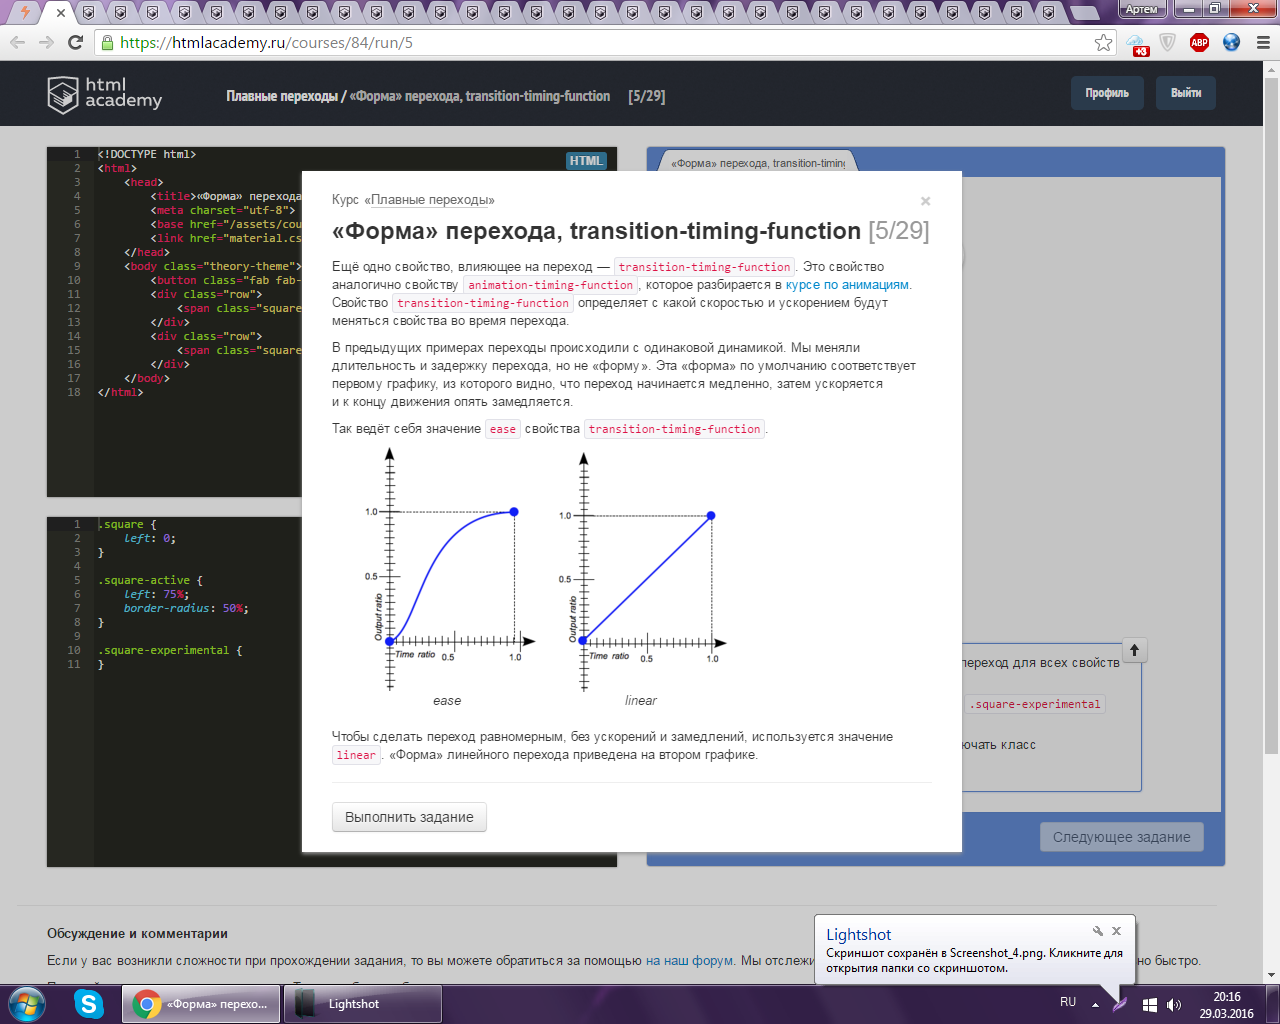 Артем
https://htmlacademy.ru/courses/84/run/5
+3
ABP
html
academy
Плавные переходы / «Форма» перехода, transition-timing-function [5/29]
Профиль
Выйти
1 <!DOCTYPE html>
HTML
2 <html>
3 <head>
4 <title>«Форма» перехода
5 <meta charset="utf-8">
6 <base href="/assets/cou
7 <link href="material.cs
8 </head>
9 <body class="theory-theme">
10 <button class="fab fab-
11 <div class="row">
12 <span class="square
13 </div>
14 <div class="row">
15 <span class="square
16 </div>
17 </body>
18 </html>
1 .square {
2 left: 0;
3 }
4
5 .square-active {
6 left: 75%;
7 border-radius: 50%;
8 }
9
10 .square-experimental {
11 }
«Форма» перехода, transition-timing
Курс «Плавные переходы»
«Форма» перехода, transition-timing-function [5/29]
Ещё одно свойство, влияющее на переход — transition-timing-function. Это свойство
аналогично свойству animation-timing-function, которое разбирается в курсе по анимациям.
Свойство transition-timing-function определяет с какой скоростью и ускорением будут
меняться свойства во время перехода.
В предыдущих примерах переходы происходили с одинаковой динамикой. Мы меняли
длительность и задержку перехода, но не «форму». Эта «форма» по умолчанию соответствует
первому графику, из которого видно, что переход начинается медленно, затем ускоряется
и к концу движения опять замедляется.
Так ведёт себя значение ease свойства transition-timing-function.
1.0
0.5
Output ratio
Time ratio 0.5 1.0
ease
1.0
0.5
Output ratio
Time ratio 0.5 1.0
linear
Чтобы сделать переход равномерным, без ускорений и замедлений, используется значение
linear. «Форма» линейного перехода приведена на втором графике.
Выполнить задание
переход для всех свойств
.square-experimental
ючать класс
Следующее задание
Обсуждение и комментарии
Если у вас возникли сложности при прохождении задания, то вы можете обратиться за помощью на наш форум. Мы отслежи
но быстро.
Lightshot
Скриншот сохранён в Screenshot_4.png. Кликните для
открытия папки со скриншотом.
«Форма» перехо...
Lightshot
RU
20:16
29.03.2016